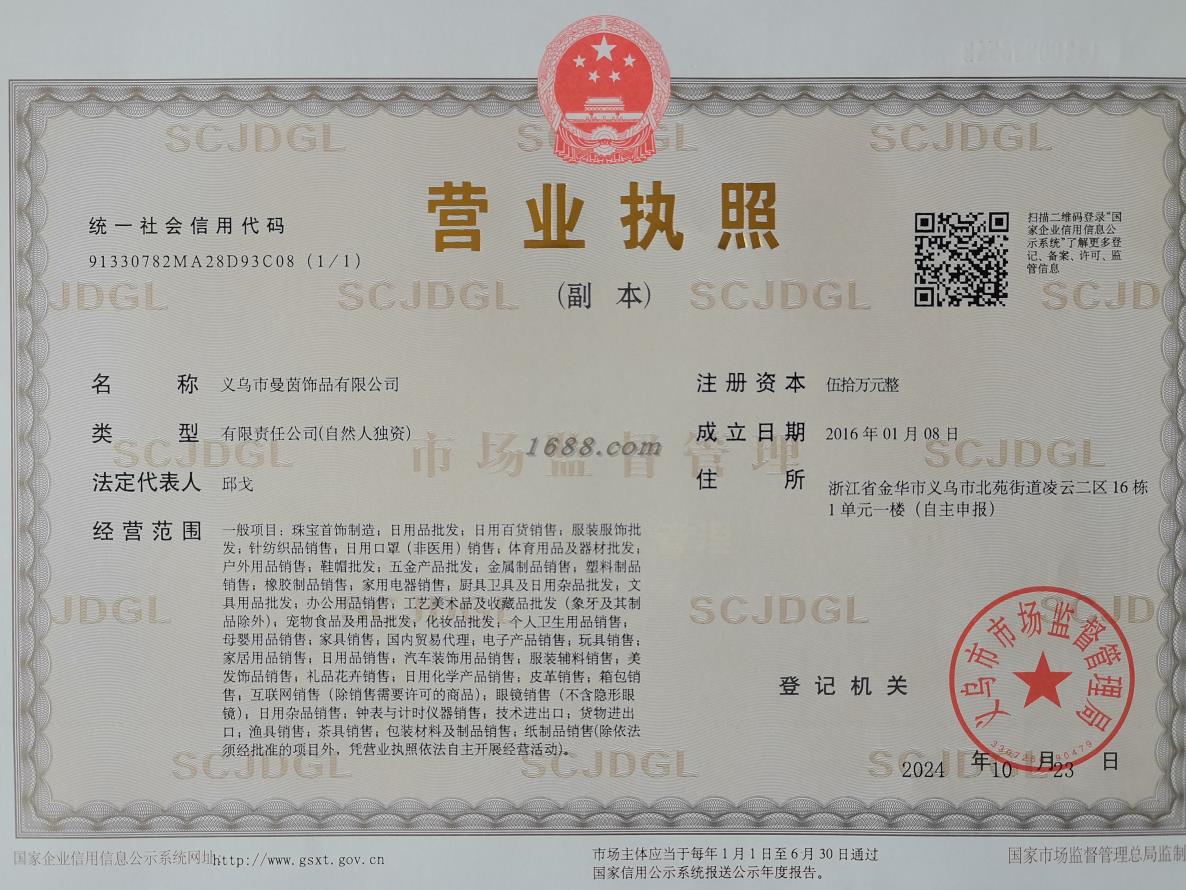 营业执照
(副 本)
统一社会信用代码
91330782MA28D93C08 (1/1)
扫描二维码登录“国
家企业信用信息公
示系统”了解更多登
记、备案、许可、监
管信息
名 称 义乌市曼茵饰品有限公司
类 型 有限责任公司(自然人独资)
法定代表人 邱戈
经营范围 一般项目：珠宝首饰制造；日用品批发；日用百货销售；服装服饰批
发；针纺织品销售；日用口罩（非医用）销售；体育用品及器材批发；
户外用品销售；鞋帽批发；五金产品批发；金属制品销售；塑料制品
销售；橡胶制品销售；家用电器销售；厨具卫具及日用杂品批发；文
具用品批发；办公用品销售；工艺美术品及收藏品批发（象牙及其制
品除外）；宠物食品及用品批发；化妆品批发；个人卫生用品销售；
母婴用品销售；家具销售；国内贸易代理；电子产品销售；玩具销售；
家居用品销售；日用品销售；汽车装饰用品销售；服装辅料销售；美
发饰品销售；礼品花卉销售；日用化学产品销售；皮革销售；箱包销
售；互联网销售（除销售需要许可的商品）；眼镜销售（不含隐形眼
镜）；日用杂品销售；钟表与计时仪器销售；技术进出口；货物进出
口；渔具销售；茶具销售；包装材料及制品销售；纸制品销售(除依法
须经批准的项目外，凭营业执照依法自主开展经营活动)。
注册资本 伍拾万元整
成立日期 2016 年 01 月 08 日
住 所 浙江省金华市义乌市北苑街道凌云二区 16 栋
1 单元一楼（自主申报）
1688.com
市场监督管理
SCJDGL
登记机关
义乌市市场监督管理局
2024 年 10 月 23 日
国家企业信用信息公示系统网址http://www.gsxt.gov.cn
市场主体应当于每年 1 月 1 日至 6 月 30 日通过
国家信用公示系统报送公示年度报告。
国家市场监督管理总局监制